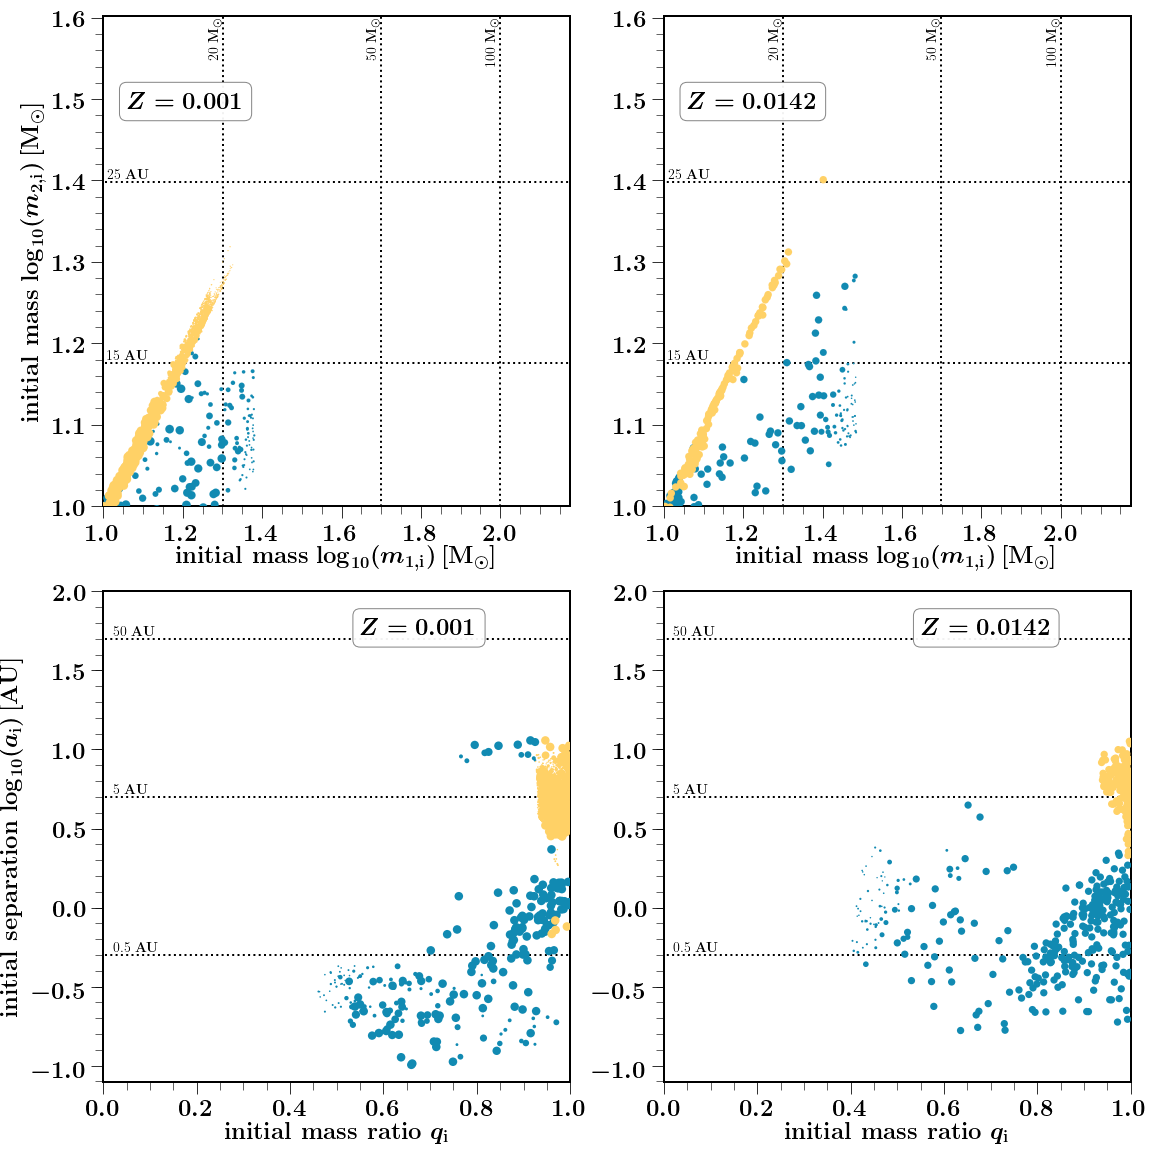 1.6
1.5
1.4
1.3
1.2
1.1
1.0
20 M⊙
50 M⊙
100 M⊙
Z = 0.001
25 AU
15 AU
1.0 1.2 1.4 1.6 1.8 2.0
initial mass log10(m1,i) [M⊙]
initial mass log10(m2,i) [M⊙]
1.6
1.5
1.4
1.3
1.2
1.1
1.0
20 M⊙
50 M⊙
100 M⊙
Z = 0.0142
25 AU
15 AU
1.0 1.2 1.4 1.6 1.8 2.0
initial mass log10(m1,i) [M⊙]
2.0
1.5
1.0
0.5
0.0
−0.5
−1.0
Z = 0.001
50 AU
5 AU
0.5 AU
0.0 0.2 0.4 0.6 0.8 1.0
initial mass ratio qi
initial separation log10(ai) [AU]
2.0
1.5
1.0
0.5
0.0
−0.5
−1.0
Z = 0.0142
50 AU
5 AU
0.5 AU
0.0 0.2 0.4 0.6 0.8 1.0
initial mass ratio qi